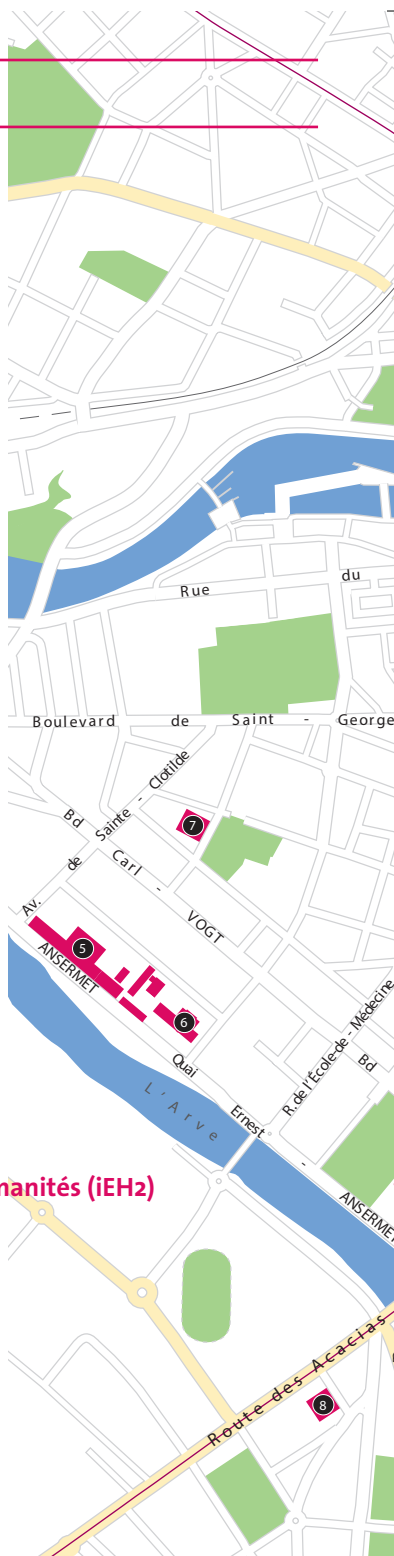 Rue du
Boulevard de Saint - George
Av. de Sainte - Clotilde
7
Bd Carl - VOGT
5
ANSERMET
6
Quai Ernest - ANSERMET
R. de l'École-de - Médecine
Bd
L'Arve
manités (iEH2)
Route des Acacias
8